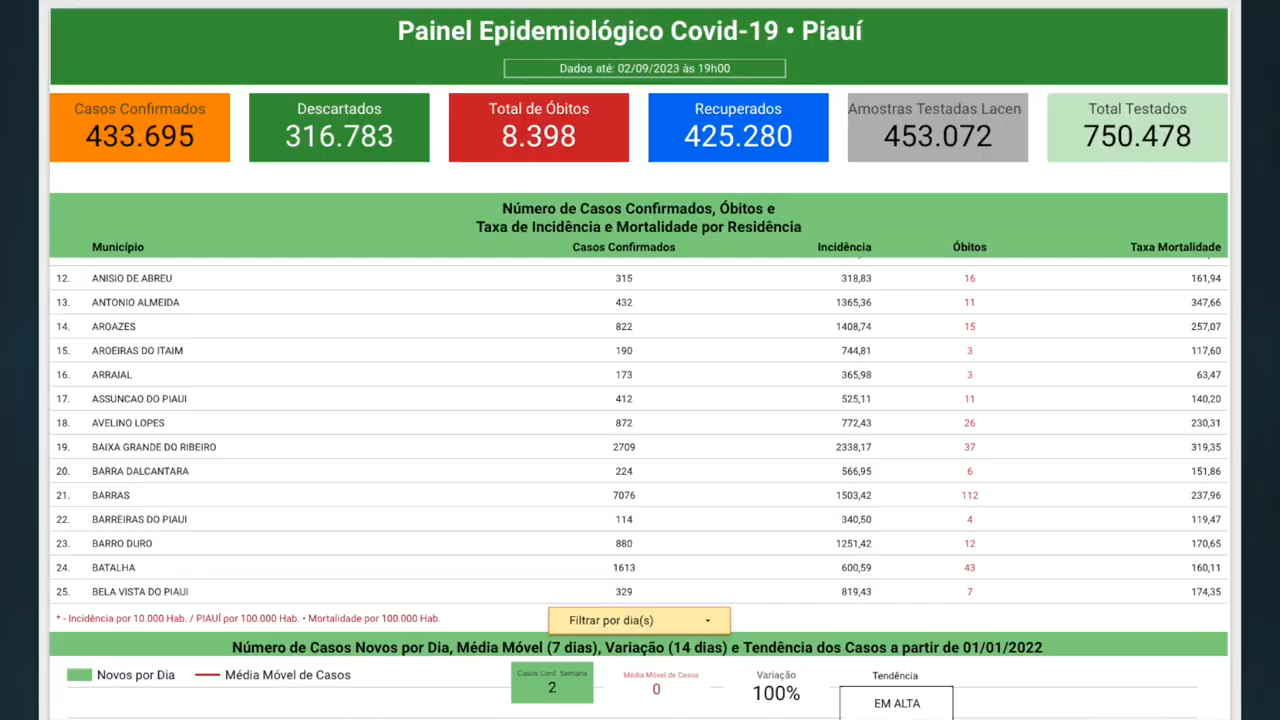 Painel Epidemiológico Covid-19 • Piauí
Dados até: 02/09/2023 às 19h00
Casos Confirmados Descartados Total de Óbitos Recuperados Amostras Testadas Lacen Total Testados
433.695 316.783 8.398 425.280 453.072 750.478
Número de Casos Confirmados, Óbitos e
Taxa de Incidência e Mortalidade por Residência
Município Casos Confirmados Incidência Óbitos Taxa Mortalidade
12. ANISIO DE ABREU 315 318,83 16 161,94
13. ANTONIO ALMEIDA 432 1365,36 11 347,66
14. AROAZES 822 1408,74 15 257,07
15. AROEIRAS DO ITAIM 190 744,81 3 117,60
16. ARRAIAL 173 365,98 3 63,47
17. ASSUNCAO DO PIAUI 412 525,11 11 140,20
18. AVELINO LOPES 872 772,43 26 230,31
19. BAIXA GRANDE DO RIBEIRO 2709 2338,17 37 319,35
20. BARRA DALCANTARA 224 566,95 6 151,86
21. BARRAS 7076 1503,42 112 237,96
22. BARREIRAS DO PIAUI 114 340,50 4 119,47
23. BARRO DURO 880 1251,42 12 170,65
24. BATALHA 1613 600,59 43 160,11
25. BELA VISTA DO PIAUI 329 819,43 7 174,35
* - Incidência por 10.000 Hab. / PIAUÍ por 100.000 Hab. • Mortalidade por 100.000 Hab.
Filtrar por dia(s)
Número de Casos Novos por Dia, Média Móvel (7 dias), Variação (14 dias) e Tendência dos Casos a partir de 01/01/2022
Novos por Dia Média Móvel de Casos
Casos Conf. Semana
2
Média Móvel de Casos
0
Variação
100%
Tendência
EM ALTA